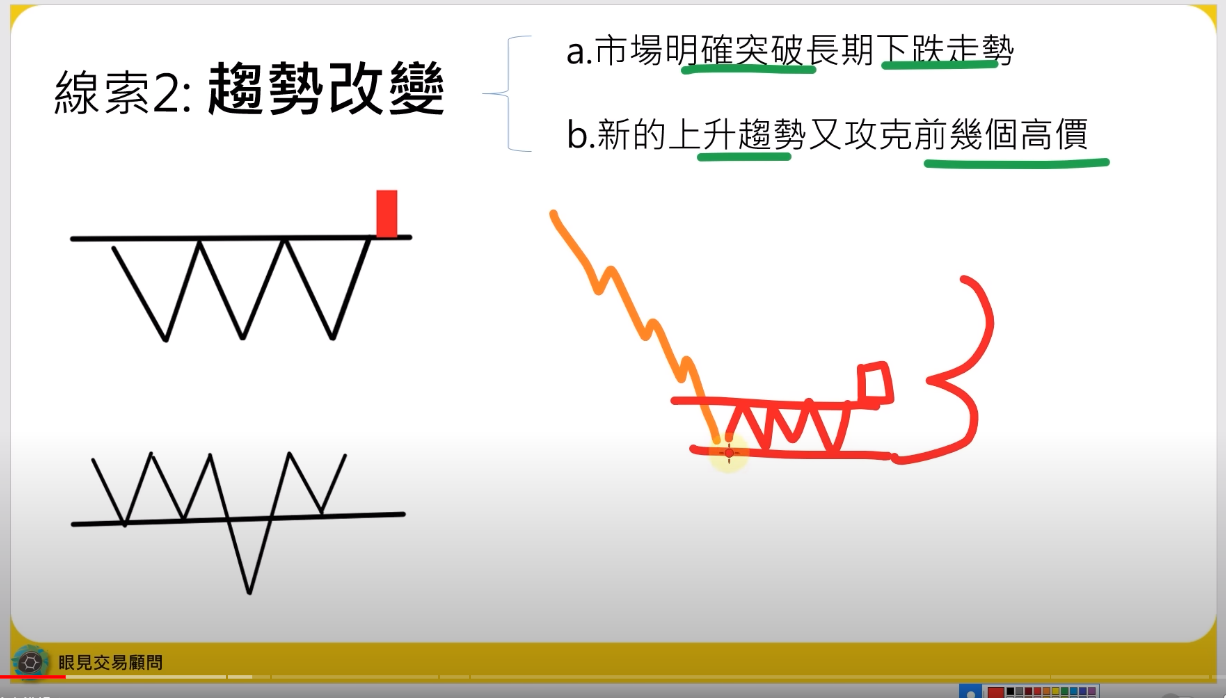 線索2: 趨勢改變
a.市場明確突破長期下跌走勢
b.新的上升趨勢又攻克前幾個高價
眼見交易顧問